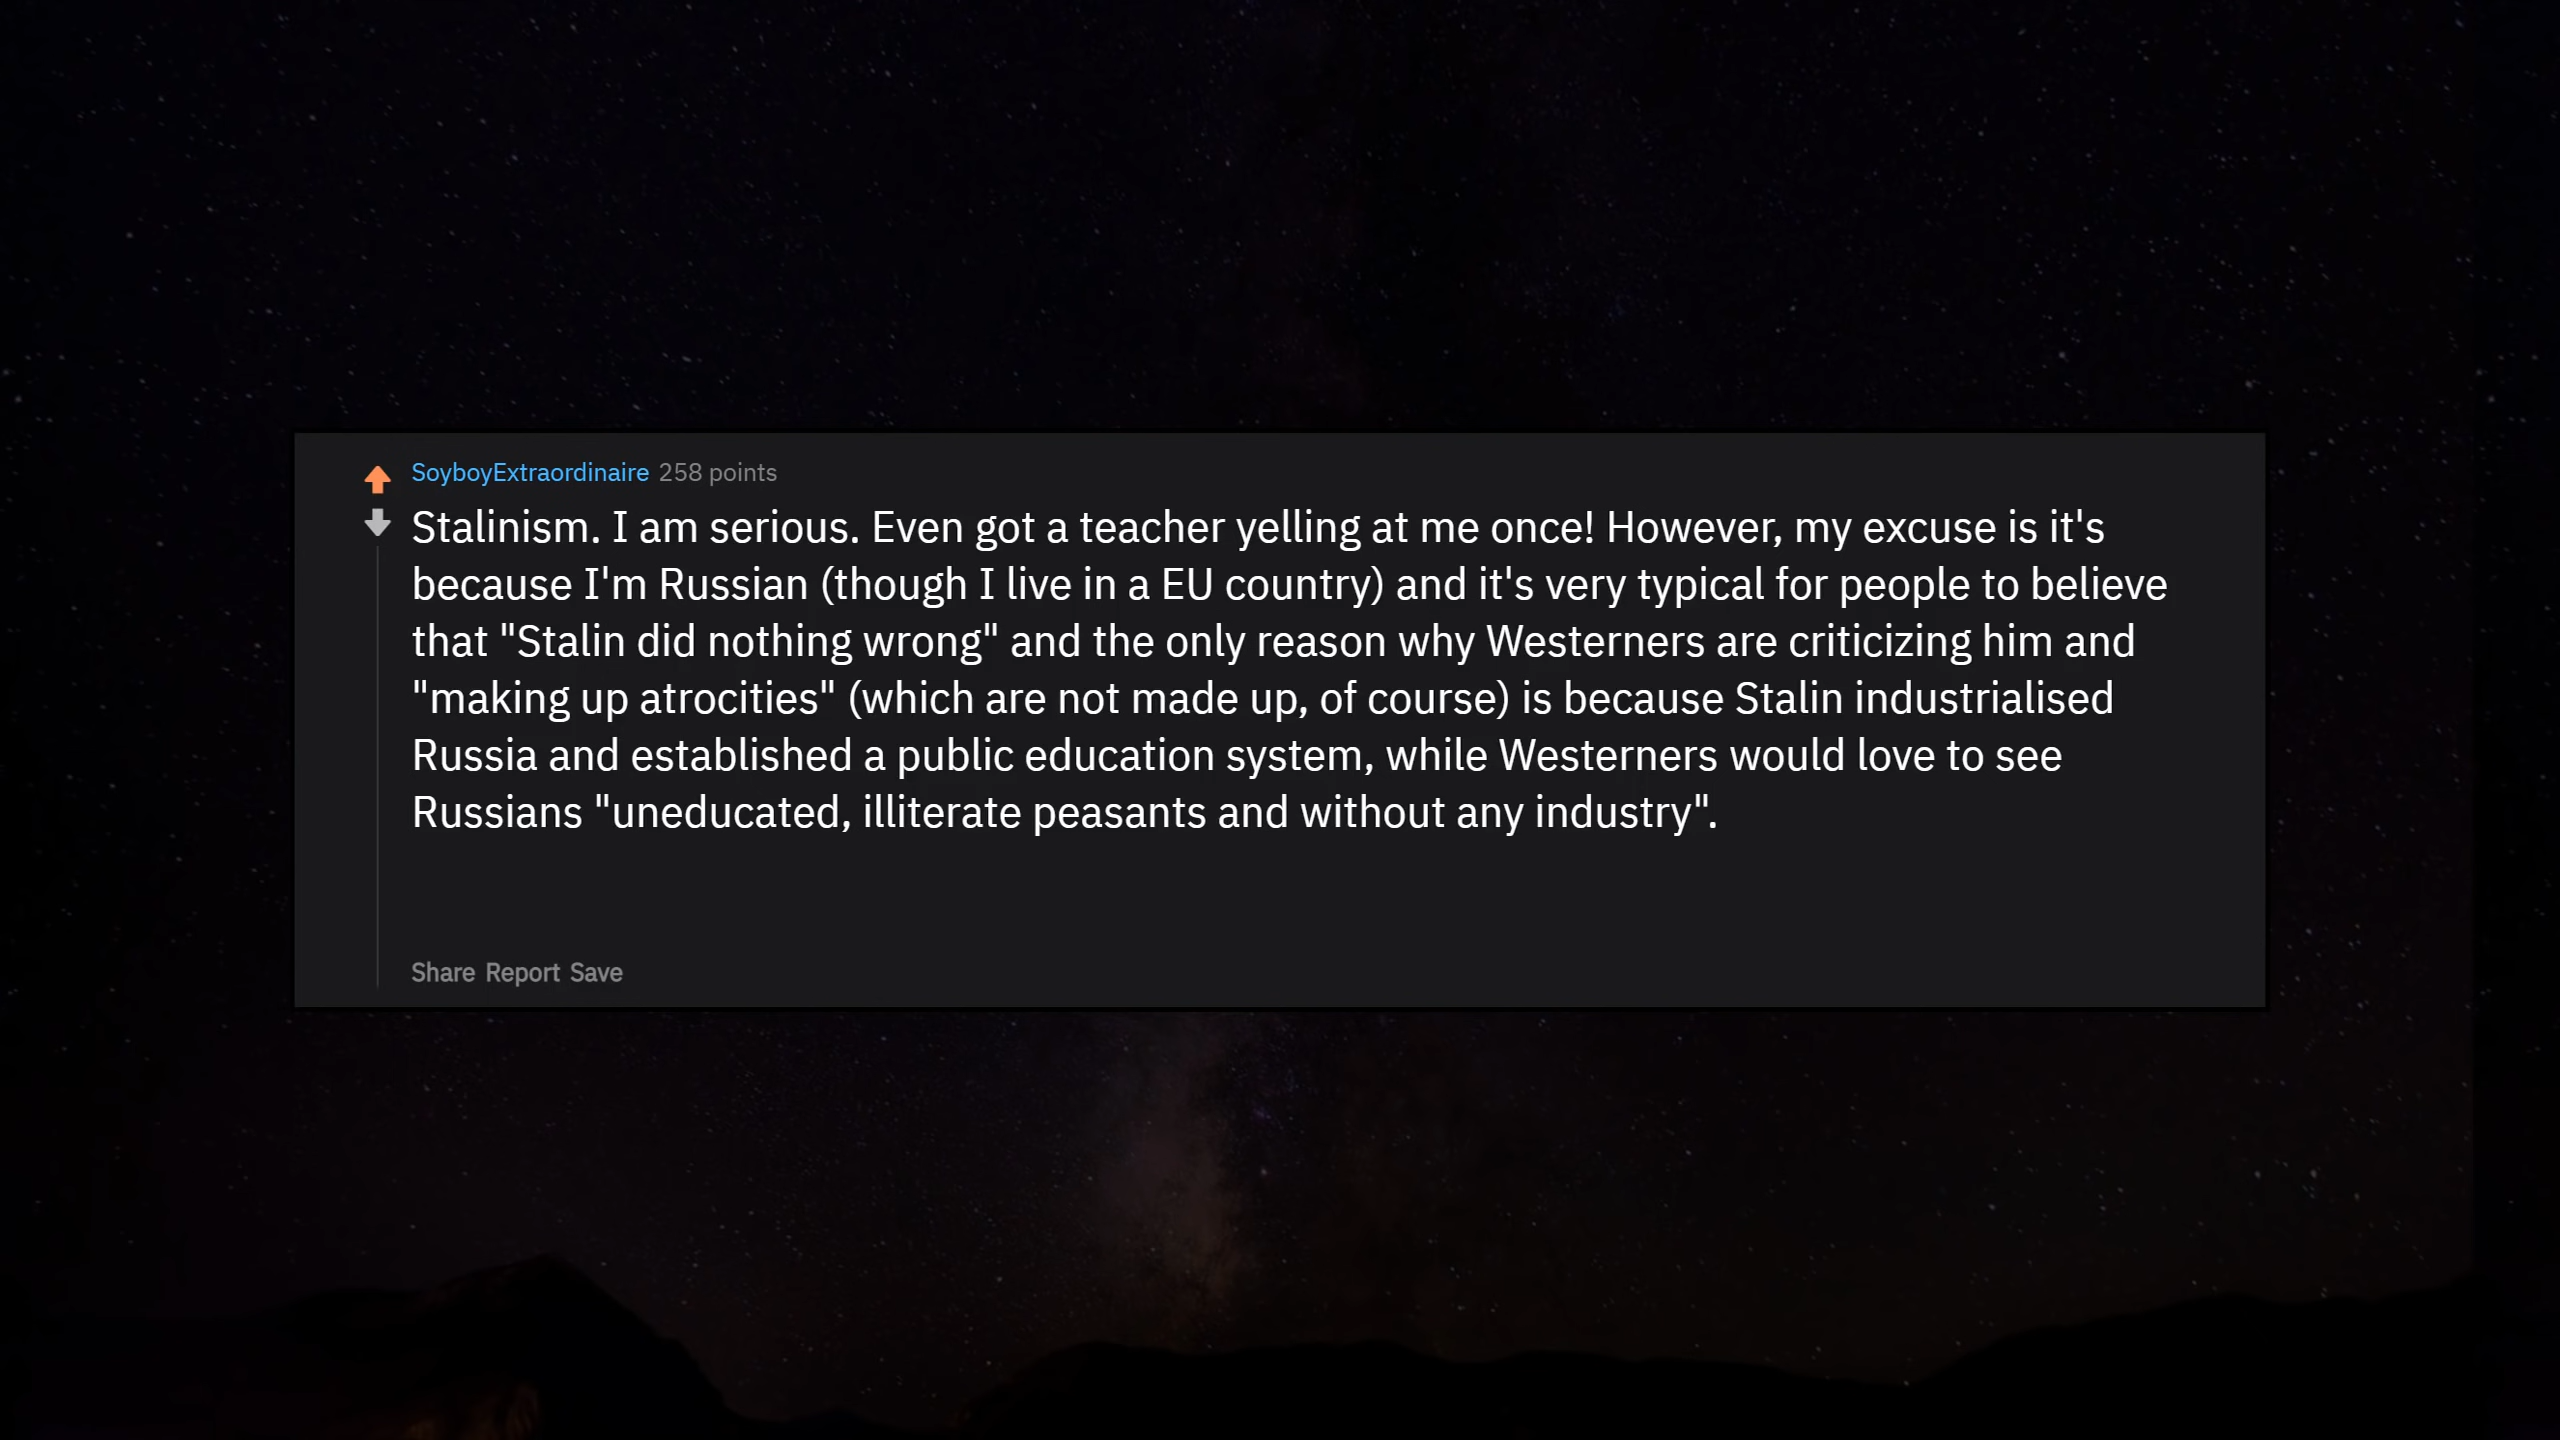 SoyboyExtraordinaire 258 points
Stalinism. I am serious. Even got a teacher yelling at me once! However, my excuse is it's
because I'm Russian (though I live in a EU country) and it's very typical for people to believe
that "Stalin did nothing wrong" and the only reason why Westerners are criticizing him and
"making up atrocities" (which are not made up, of course) is because Stalin industrialised
Russia and established a public education system, while Westerners would love to see
Russians "uneducated, illiterate peasants and without any industry".
Share Report Save